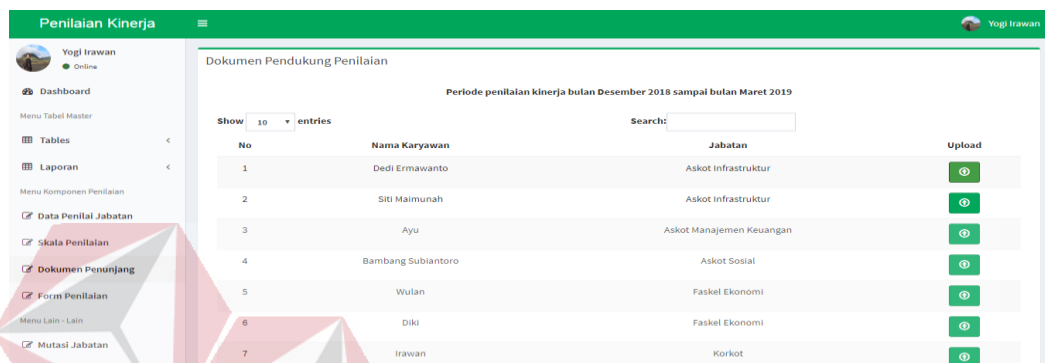 Penilaian Kinerja
Yogi Irawan
Yogi Irawan
Online
Dashboard
Menu Tabel Master
Tables
Laporan
Menu Komponen Penilaian
Data Penilai Jabatan
Skala Penilaian
Dokumen Penunjang
Form Penilaian
Menu Lain - Lain
Mutasi Jabatan
Dokumen Pendukung Penilaian
Periode penilaian kinerja bulan Desember 2018 sampai bulan Maret 2019
Show 10 entries Search:
No Nama Karyawan Jabatan Upload
1 Dedi Ermawanto Askot Infrastruktur
2 Siti Maimunah Askot Infrastruktur
3 Ayu Askot Manajemen Keuangan
4 Bambang Subiantoro Askot Sosial
5 Wulan Faskel Ekonomi
6 Diki Faskel Ekonomi
7 Irawan Korkot